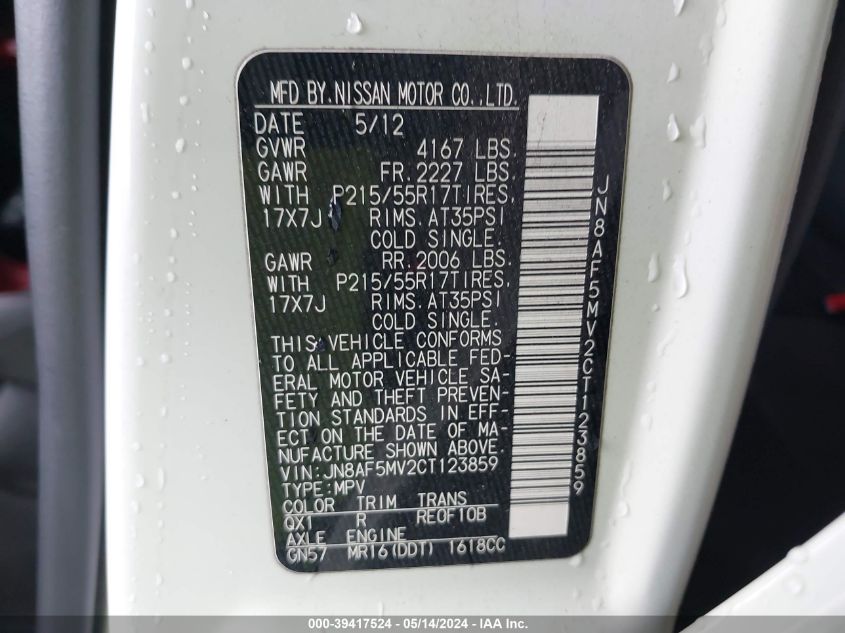 MFD BY.NISSAN MOTOR CO.,LTD.
DATE 5/12
GVWR 4167 LBS.
GAWR FR.2227 LBS
WITH P215/55R17TIRES.
17X7J RIMS.AT35PSI
COLD SINGLE.
GAWR RR.2006 LBS.
WITH P215/55R17TIRES.
17X7J RIMS.AT35PSI
COLD SINGLE.
THIS VEHICLE CONFORMS
TO ALL APPLICABLE FED-
ERAL MOTOR VEHICLE SA-
FETY AND THEFT PREVEN-
TION STANDARDS IN EFF-
ECT ON THE DATE OF MA-
NUFACTURE SHOWN ABOVE.
VIN:JN8AF5MV2CT123859
TYPE:MPV
COLOR TRIM TRANS
QX1 R RE0F10B
AXLE ENGINE
GN57 MR16(DDT) 1618CC
JN8AF5MV2CT123859
000-39417524 - 05/14/2024 - IAA Inc.